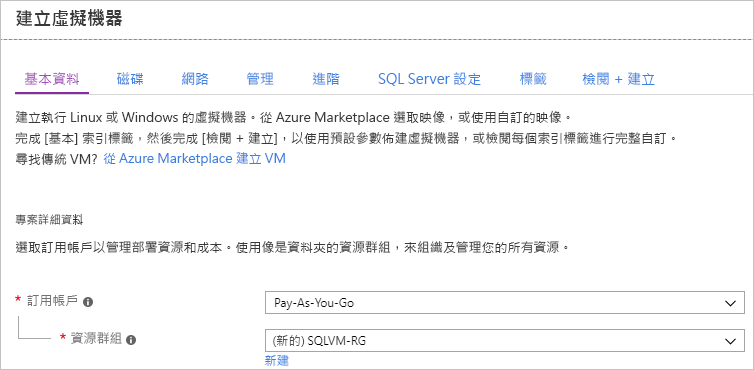 建立虛擬機器
基本資料 磁碟 網路 管理 進階 SQL Server 設定 標籤 檢閱 + 建立
建立執行 Linux 或 Windows 的虛擬機器。從 Azure Marketplace 選取映像，或使用自訂的映像。
完成 [基本] 索引標籤，然後完成 [檢閱 + 建立]，以使用預設參數佈建虛擬機器，或檢閱每個索引標籤進行完整自訂。
尋找傳統 VM? 從 Azure Marketplace 建立 VM
專案詳細資料
選取訂用帳戶以管理部署資源和成本。使用像是資料夾的資源群組，來組織及管理您的所有資源。
* 訂用帳戶 Pay-As-You-Go
* 資源群組 (新的) SQLVM-RG
新建